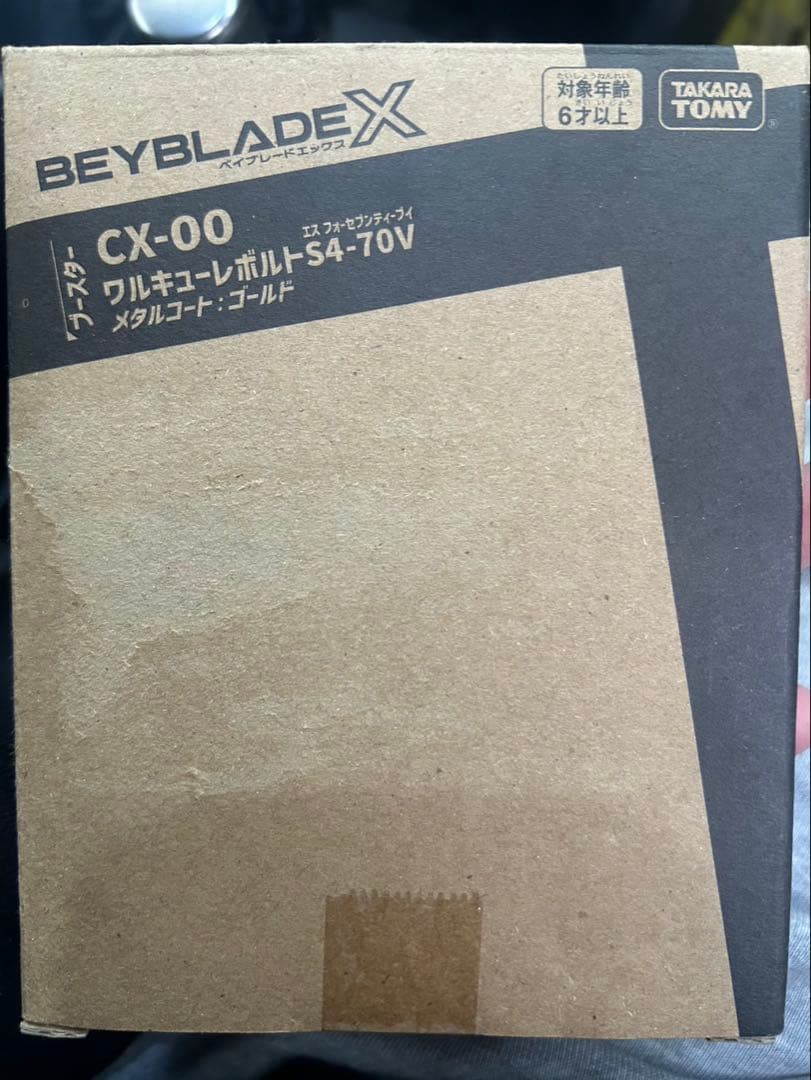 BEYBLADE X
ベイブレードエックス
たいしょうねんれい
対象年齢
さいいじょう
6才以上
TAKARA
TOMY
ブースター
CX-00
エス フォーセブンティーブイ
ワルキューレボルトS4-70V
メタルコート:ゴールド